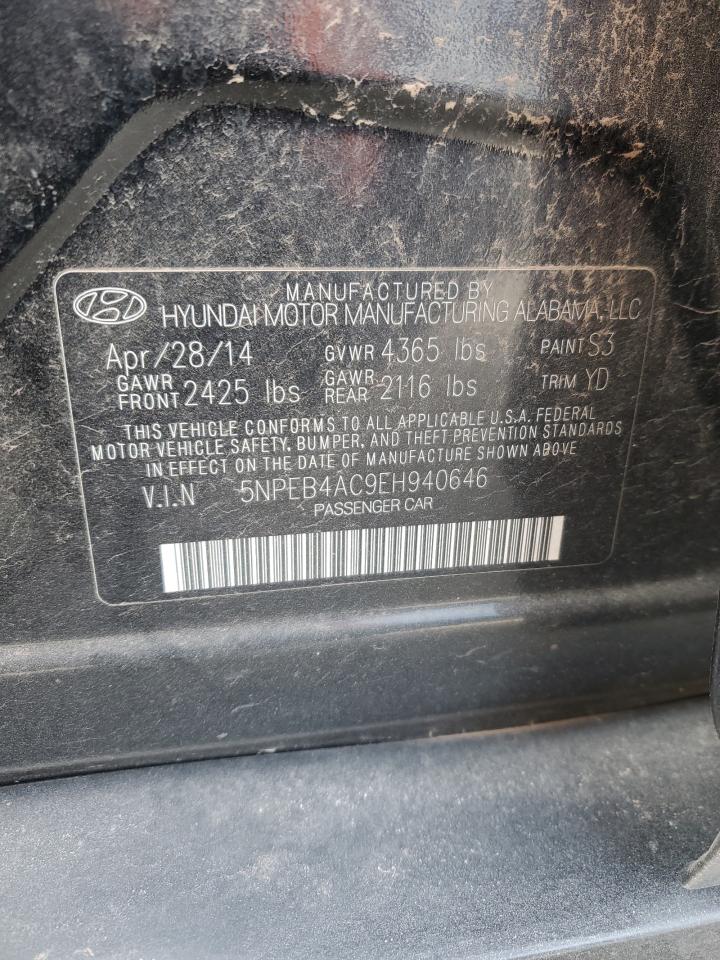 MANUFACTURED BY
HYUNDAI MOTOR MANUFACTURING ALABAMA, LLC
Apr/28/14 GVWR 4365 lbs PAINT S3
GAWR FRONT 2425 lbs GAWR REAR 2116 lbs TRIM YD
THIS VEHICLE CONFORMS TO ALL APPLICABLE U.S.A. FEDERAL
MOTOR VEHICLE SAFETY, BUMPER, AND THEFT PREVENTION STANDARDS
IN EFFECT ON THE DATE OF MANUFACTURE SHOWN ABOVE
V.I.N 5NPEB4AC9EH940646
PASSENGER CAR